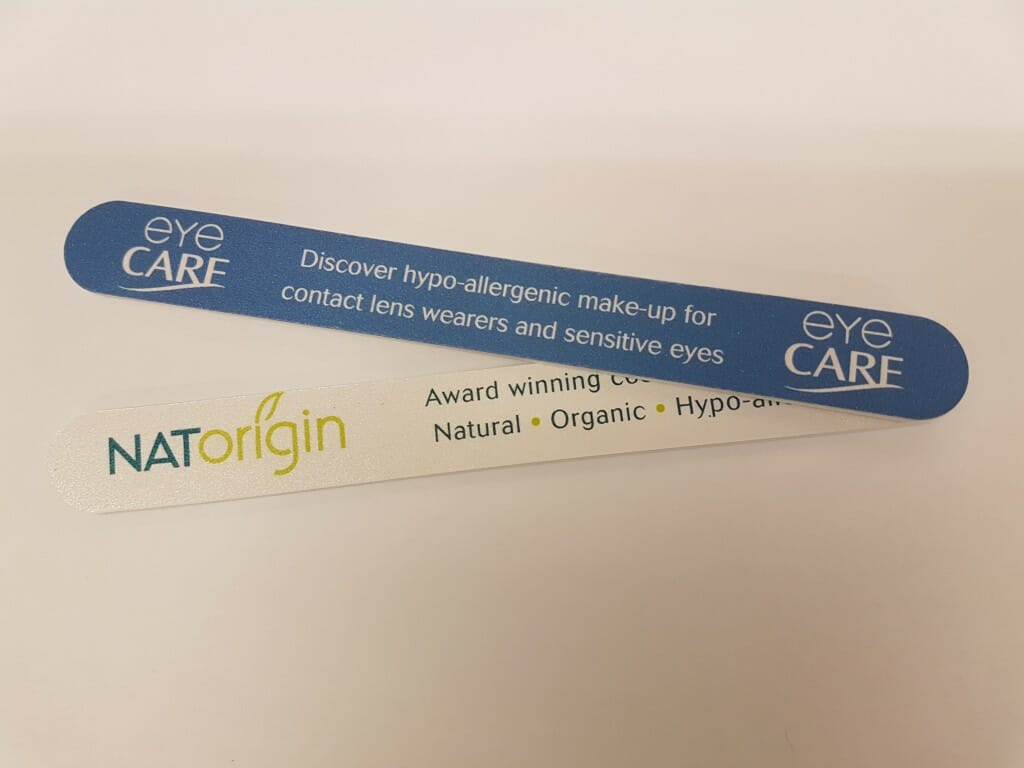 eye
CARE
Discover hypo-allergenic make-up for
contact lens wearers and sensitive eyes
eye
CARE
NATorigin
Award winning
Natural • Organic •